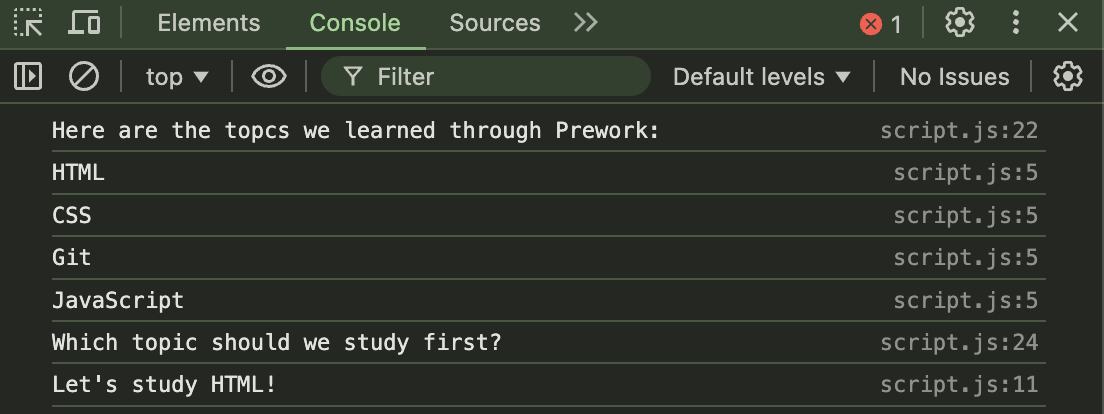 Elements Console Sources 1
top Filter Default levels No Issues
Here are the topcs we learned through Prework: script.js:22
HTML script.js:5
CSS script.js:5
Git script.js:5
JavaScript script.js:5
Which topic should we study first? script.js:24
Let's study HTML! script.js:11